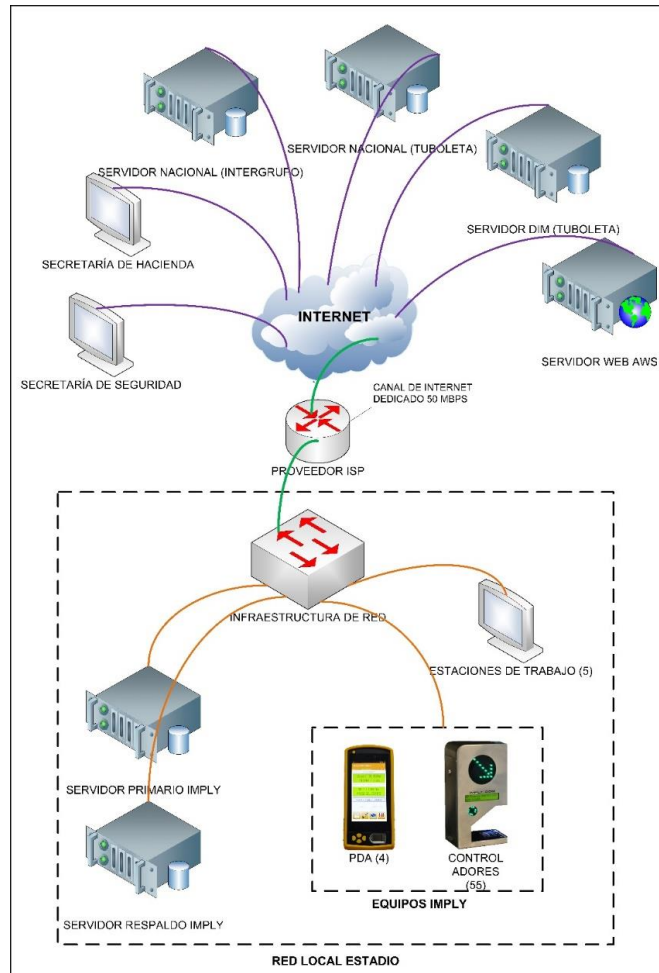 SERVIDOR NACIONAL (TUBOLETA)
SERVIDOR NACIONAL (INTERGRUPO)
SERVIDOR DIM (TUBOLETA)
SECRETARÍA DE HACIENDA
INTERNET
SERVIDOR WEB AWS
SECRETARÍA DE SEGURIDAD
CANAL DE INTERNET
DEDICADO 50 MBPS
PROVEEDOR ISP
INFRAESTRUCTURA DE RED
ESTACIONES DE TRABAJO (5)
SERVIDOR PRIMARIO IMPLY
PDA (4)
CONTROL
ADORES
(55)
EQUIPOS IMPLY
SERVIDOR RESPALDO IMPLY
RED LOCAL ESTADIO